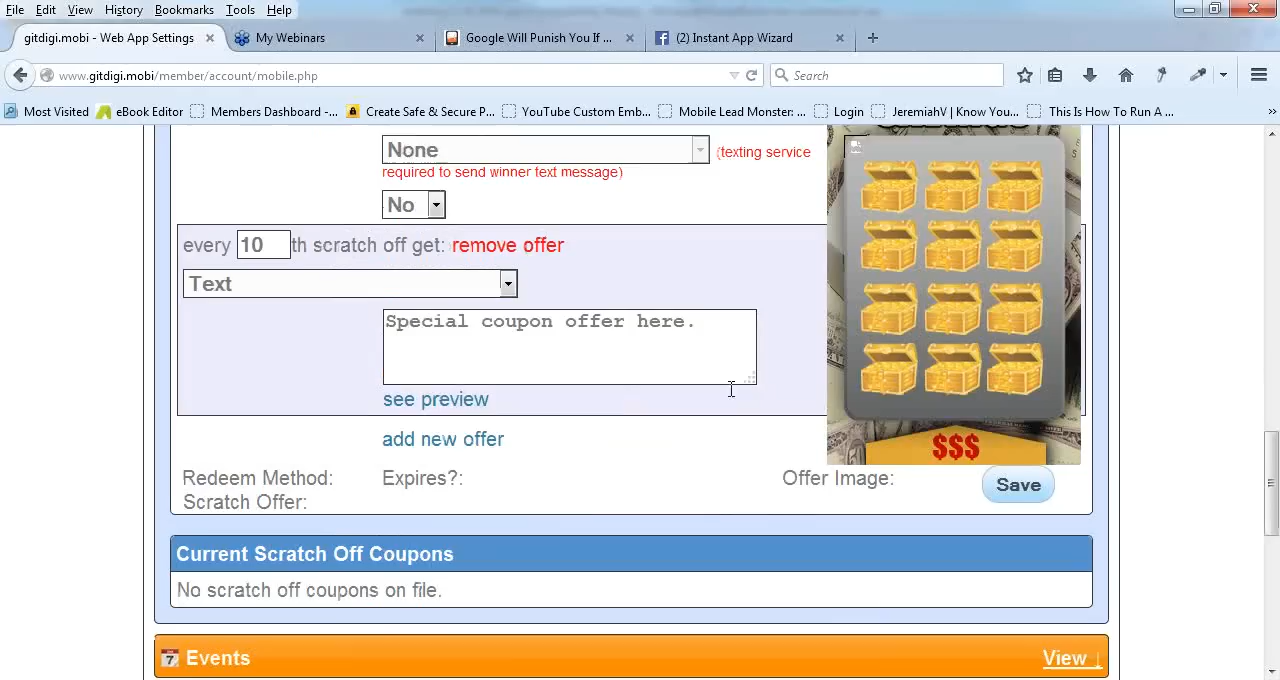 File Edit View History Bookmarks Tools Help
gitdigi.mobi - Web App Settings × My Webinars × Google Will Punish You If ... × (2) Instant App Wizard × +
www.gitdigi.mobi/member/account/mobile.php Search
Most Visited eBook Editor Members Dashboard -... Create Safe & Secure P... YouTube Custom Emb... Mobile Lead Monster: ... Login JeremiahV | Know You... This Is How To Run A ... »
None (texting service
required to send winner text message)
No
every 10 th scratch off get: remove offer
Text
Special coupon offer here.
see preview
add new offer
$$$
Redeem Method: Expires?: Offer Image: Save
Scratch Offer:
Current Scratch Off Coupons
No scratch off coupons on file.
7 Events View ↓